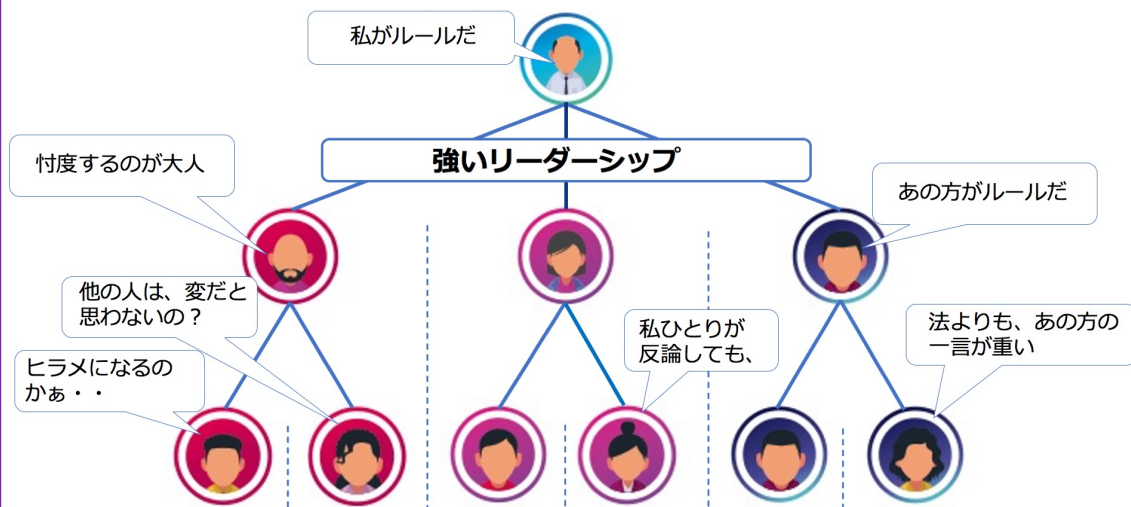 私がルールだ
強いリーダーシップ
忖度するのが大人
あの方がルールだ
他の人は、変だと
思わないの？
私ひとりが
反論しても、
法よりも、あの方の
一言が重い
ヒラメになるの
かぁ・・